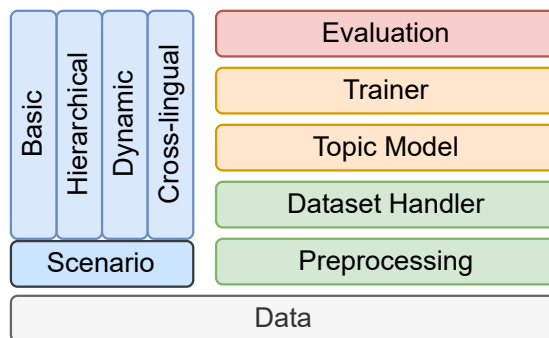 Basic
Hierarchical
Dynamic
Cross-lingual
Scenario
Evaluation
Trainer
Topic Model
Dataset Handler
Preprocessing
Data